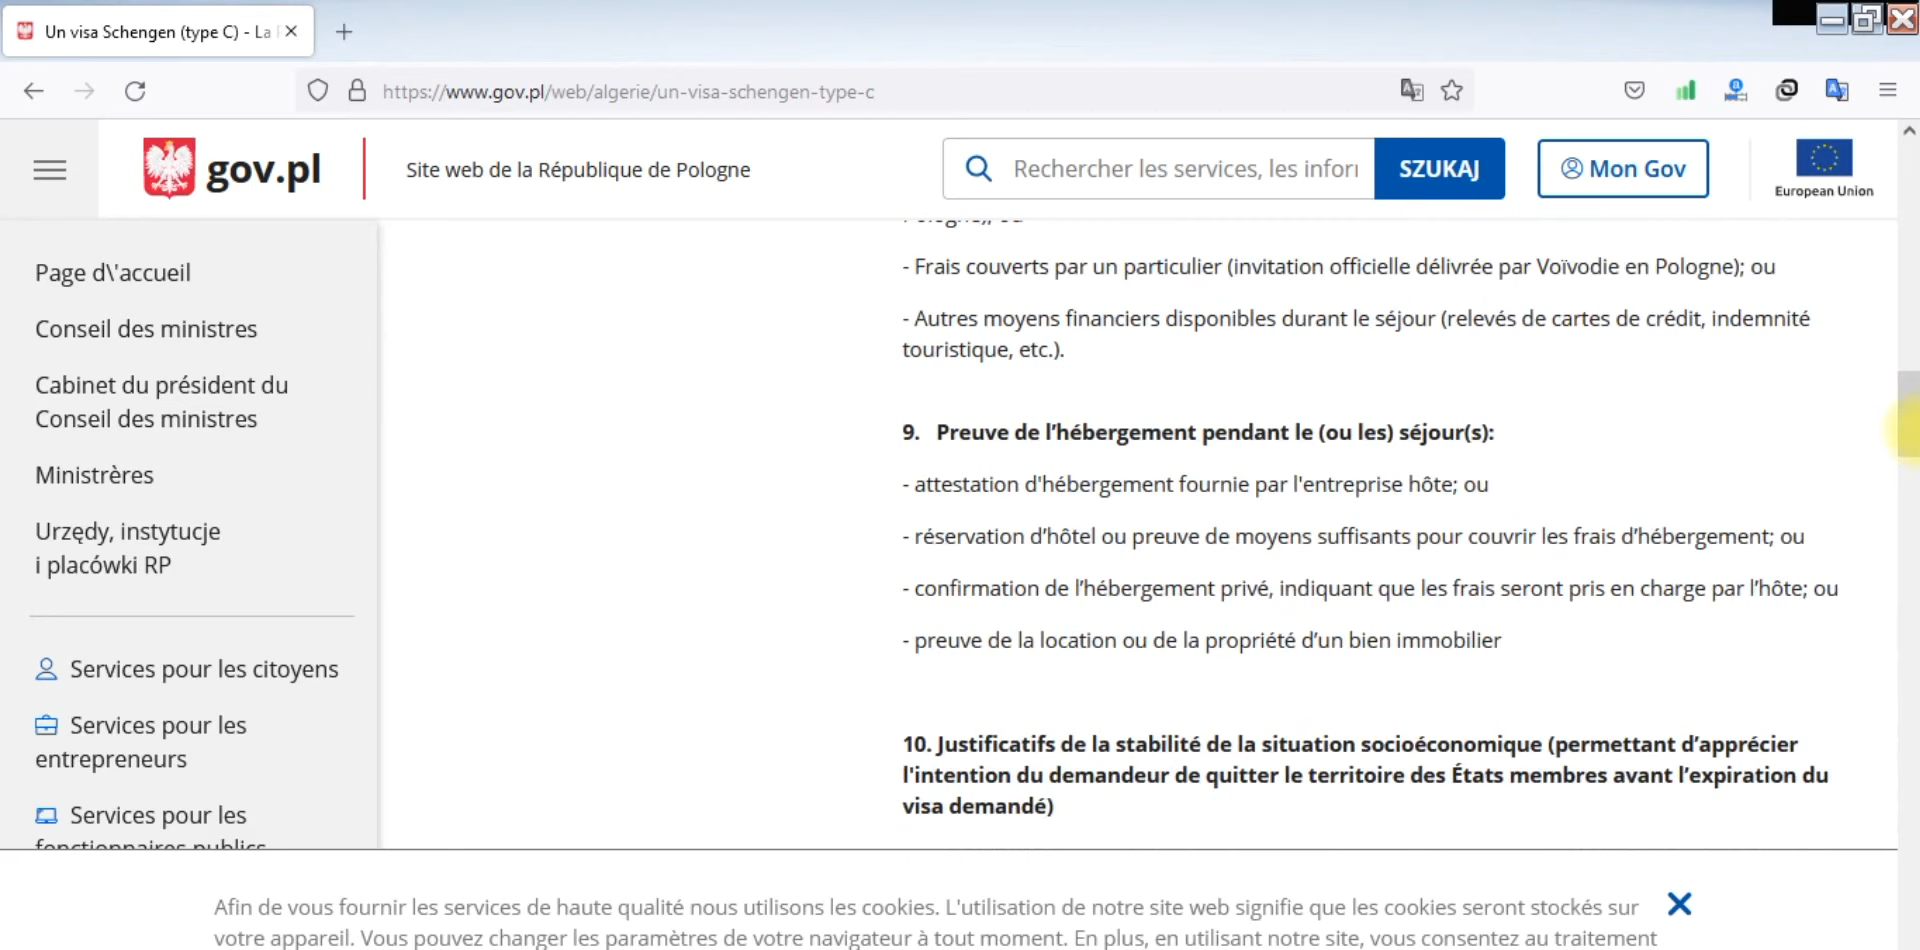 Un visa Schengen (type C) - La
https://www.gov.pl/web/algerie/un-visa-schengen-type-c
gov.pl
Site web de la République de Pologne
Rechercher les services, les infor
SZUKAJ
Mon Gov
European Union
Page d\'accueil
Conseil des ministres
Cabinet du président du
Conseil des ministres
Ministrères
Urzędy, instytucje
i placówki RP
Services pour les citoyens
Services pour les
entrepreneurs
Services pour les
fonctionnaires publics
Pologne), ou
- Frais couverts par un particulier (invitation officielle délivrée par Voïvodie en Pologne); ou
- Autres moyens financiers disponibles durant le séjour (relevés de cartes de crédit, indemnité
touristique, etc.).
9. Preuve de l’hébergement pendant le (ou les) séjour(s):
- attestation d'hébergement fournie par l'entreprise hôte; ou
- réservation d’hôtel ou preuve de moyens suffisants pour couvrir les frais d’hébergement; ou
- confirmation de l’hébergement privé, indiquant que les frais seront pris en charge par l’hôte; ou
- preuve de la location ou de la propriété d’un bien immobilier
10. Justificatifs de la stabilité de la situation socioéconomique (permettant d’apprécier
l'intention du demandeur de quitter le territoire des États membres avant l’expiration du
visa demandé)
Afin de vous fournir les services de haute qualité nous utilisons les cookies. L'utilisation de notre site web signifie que les cookies seront stockés sur
votre appareil. Vous pouvez changer les paramètres de votre navigateur à tout moment. En plus, en utilisant notre site, vous consentez au traitement